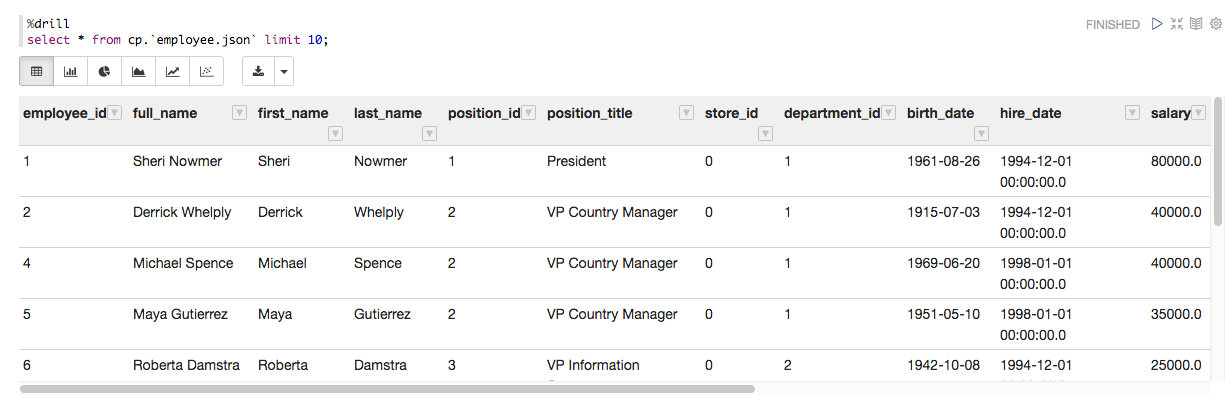 %drill
FINISHED
select * from cp.`employee.json` limit 10;
employee_id full_name first_name last_name position_id position_title store_id department_id birth_date hire_date salary
1 Sheri Nowmer Sheri Nowmer 1 President 0 1 1961-08-26 1994-12-01 80000.0
00:00:00.0
2 Derrick Whelply Derrick Whelply 2 VP Country Manager 0 1 1915-07-03 1994-12-01 40000.0
00:00:00.0
4 Michael Spence Michael Spence 2 VP Country Manager 0 1 1969-06-20 1998-01-01 40000.0
00:00:00.0
5 Maya Gutierrez Maya Gutierrez 2 VP Country Manager 0 1 1951-05-10 1998-01-01 35000.0
00:00:00.0
6 Roberta Damstra Roberta Damstra 3 VP Information 0 2 1942-10-08 1994-12-01 25000.0